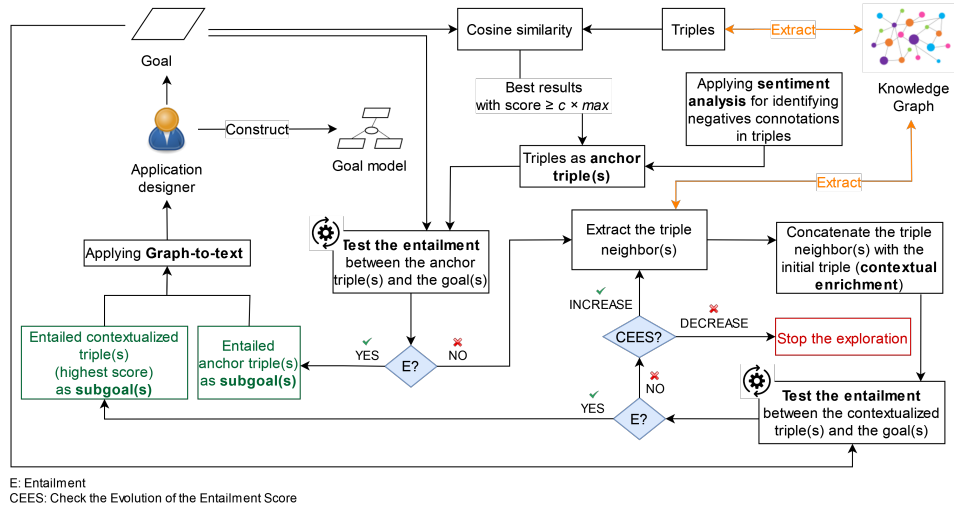 Goal
Cosine similarity
Triples
Extract
Knowledge
Graph
Best results
with score ≥ c × max
Applying sentiment
analysis for identifying
negatives connotations
in triples
Application
designer
Construct
Goal model
Triples as anchor
triple(s)
Extract
Applying Graph-to-text
Test the entailment
between the anchor
triple(s) and the goal(s)
Extract the triple
neighbor(s)
Concatenate the triple
neighbor(s) with the
initial triple (contextual
enrichment)
INCREASE
DECREASE
CEES?
Stop the exploration
Entailed contextualized
triple(s)
(highest score)
as subgoal(s)
Entailed
anchor triple(s)
as subgoal(s)
YES
E?
NO
NO
YES
E?
Test the entailment
between the contextualized
triple(s) and the goal(s)
E: Entailment
CEES: Check the Evolution of the Entailment Score